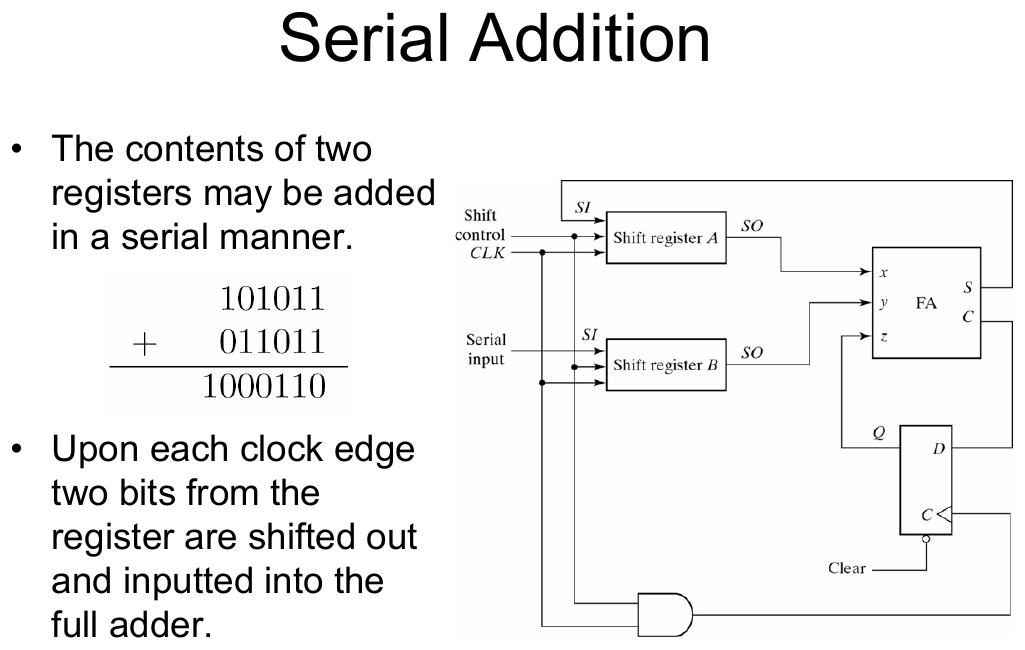 Serial Addition
• The contents of two
registers may be added
in a serial manner.
101011
+ 011011
1000110
• Upon each clock edge
two bits from the
register are shifted out
and inputted into the
full adder.
Shift
control
CLK
SI
Shift register A
SO
Serial
input
SI
Shift register B
SO
x
y
z
FA
S
C
Q
D
C
Clear